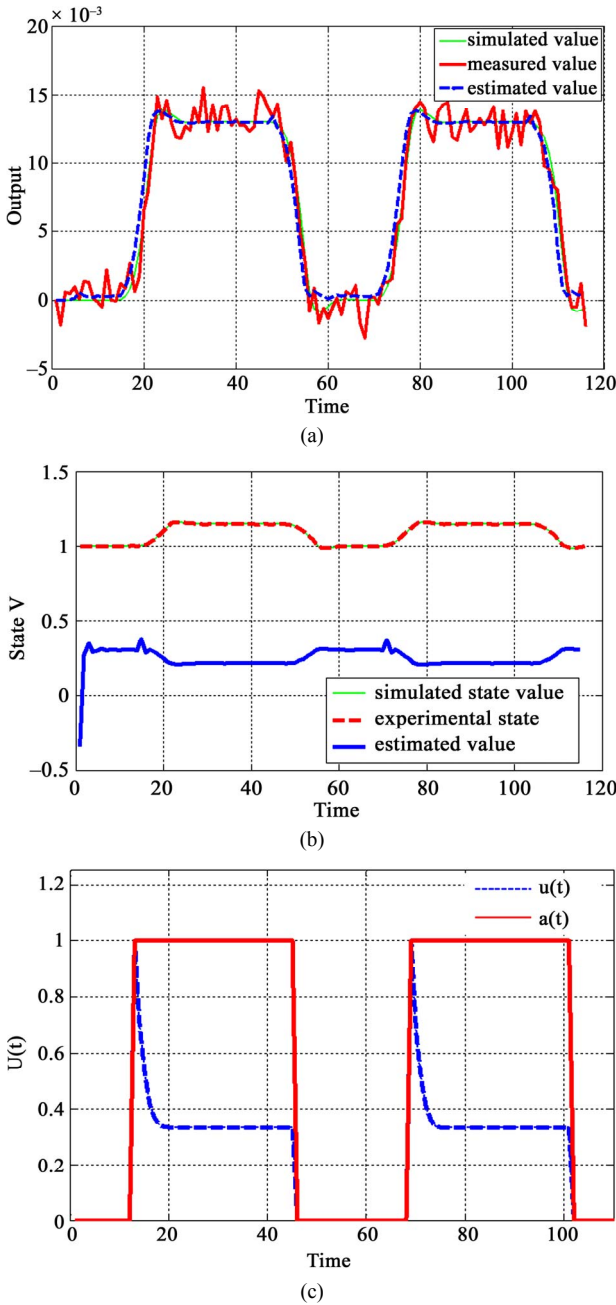 20 × 10⁻³
simulated value
measured value
estimated value
15
10
5
0
−5
Output
0 20 40 60 80 100 120
Time
(a)
1.5
1
0.5
0
−0.5
State V
simulated state value
experimental state
estimated value
0 20 40 60 80 100 120
Time
(b)
1.2
1
0.8
0.6
0.4
0.2
0
U(t)
u(t)
a(t)
20 40 60 80 100
Time
(c)